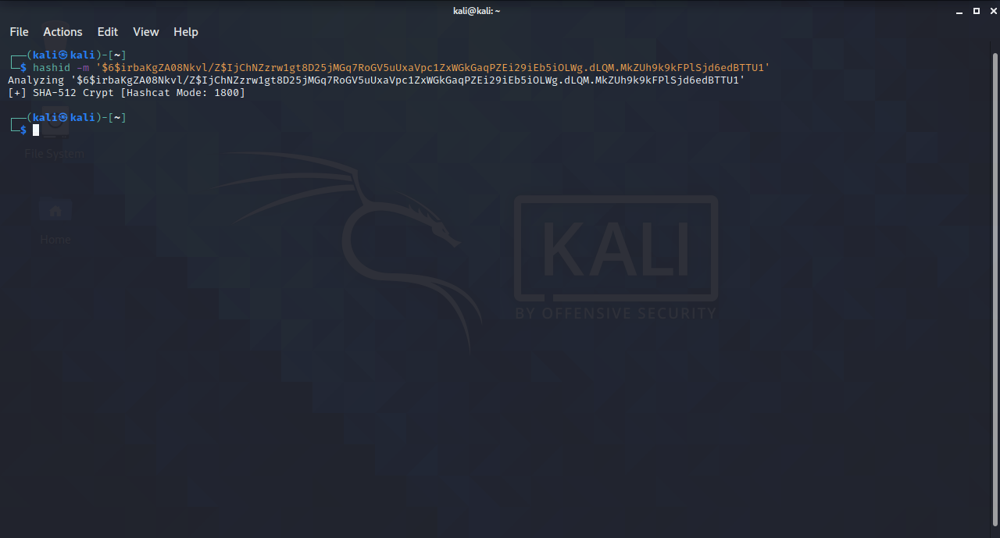 kali@kali: ~
File Actions Edit View Help
┌──(kali㉿kali)-[~]
└─$ hashid -m '$6$irbaKgZA08Nkvl/Z$IjChNZzrw1gt8D25jMGq7RoGV5uUxaVpc1ZxWGkGaqPZEi29iEb5iOLWg.dLQM.MkZUh9k9kFPlSjd6edBTTU1'
Analyzing '$6$irbaKgZA08Nkvl/Z$IjChNZzrw1gt8D25jMGq7RoGV5uUxaVpc1ZxWGkGaqPZEi29iEb5iOLWg.dLQM.MkZUh9k9kFPlSjd6edBTTU1'
[+] SHA-512 Crypt [Hashcat Mode: 1800]
┌──(kali㉿kali)-[~]
└─$
File System
Home
KALI
BY OFFENSIVE SECURITY